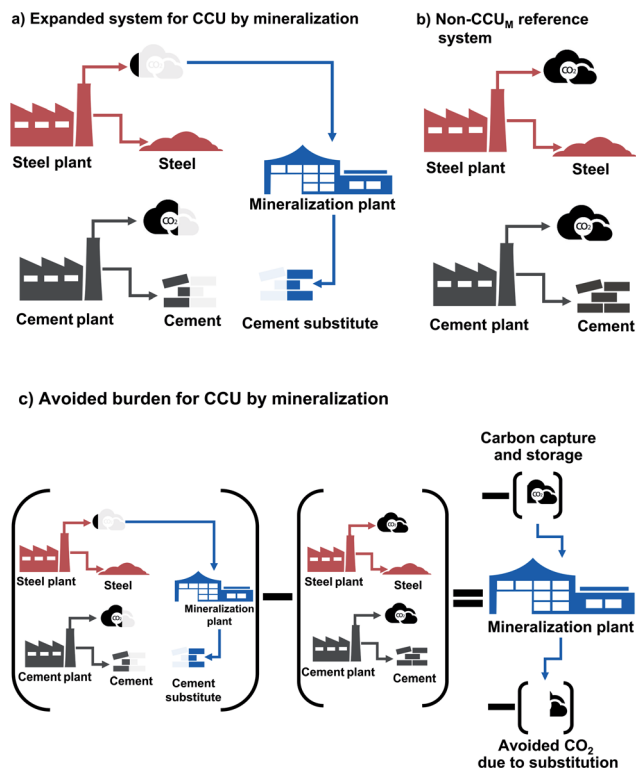 a) Expanded system for CCU by mineralization
CO₂
Steel plant
Steel
Mineralization plant
CO₂
Cement plant
Cement
Cement substitute
b) Non-CCU_M reference
system
CO₂
Steel plant
Steel
CO₂
Cement plant
Cement
c) Avoided burden for CCU by mineralization
CO₂
Steel plant
Steel
Mineralization
plant
CO₂
Cement plant
Cement
Cement
substitute
CO₂
Steel plant
Steel
CO₂
Cement plant
Cement
Carbon capture
and storage
CO₂
Mineralization plant
Avoided CO₂
due to substitution